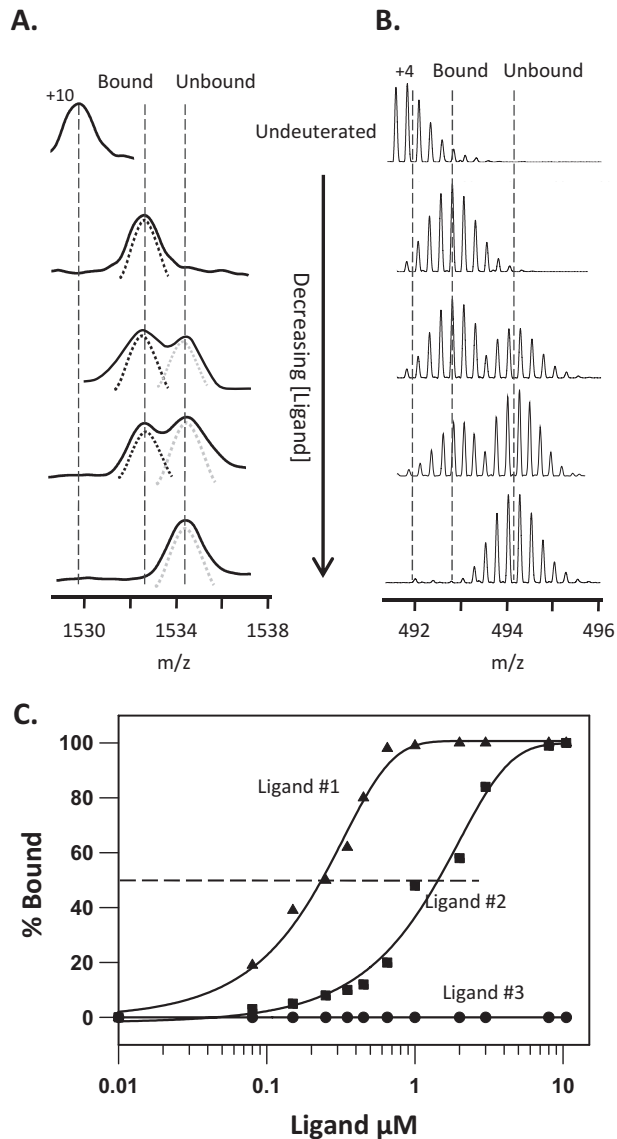 A.
B.
+10
Bound
Unbound
Undeuterated
+4
Bound
Unbound
Decreasing [Ligand]
1530
1534
1538
m/z
492
494
496
m/z
C.
100
80
60
40
20
0
% Bound
Ligand #1
Ligand #2
Ligand #3
0.01
0.1
1
10
Ligand µM